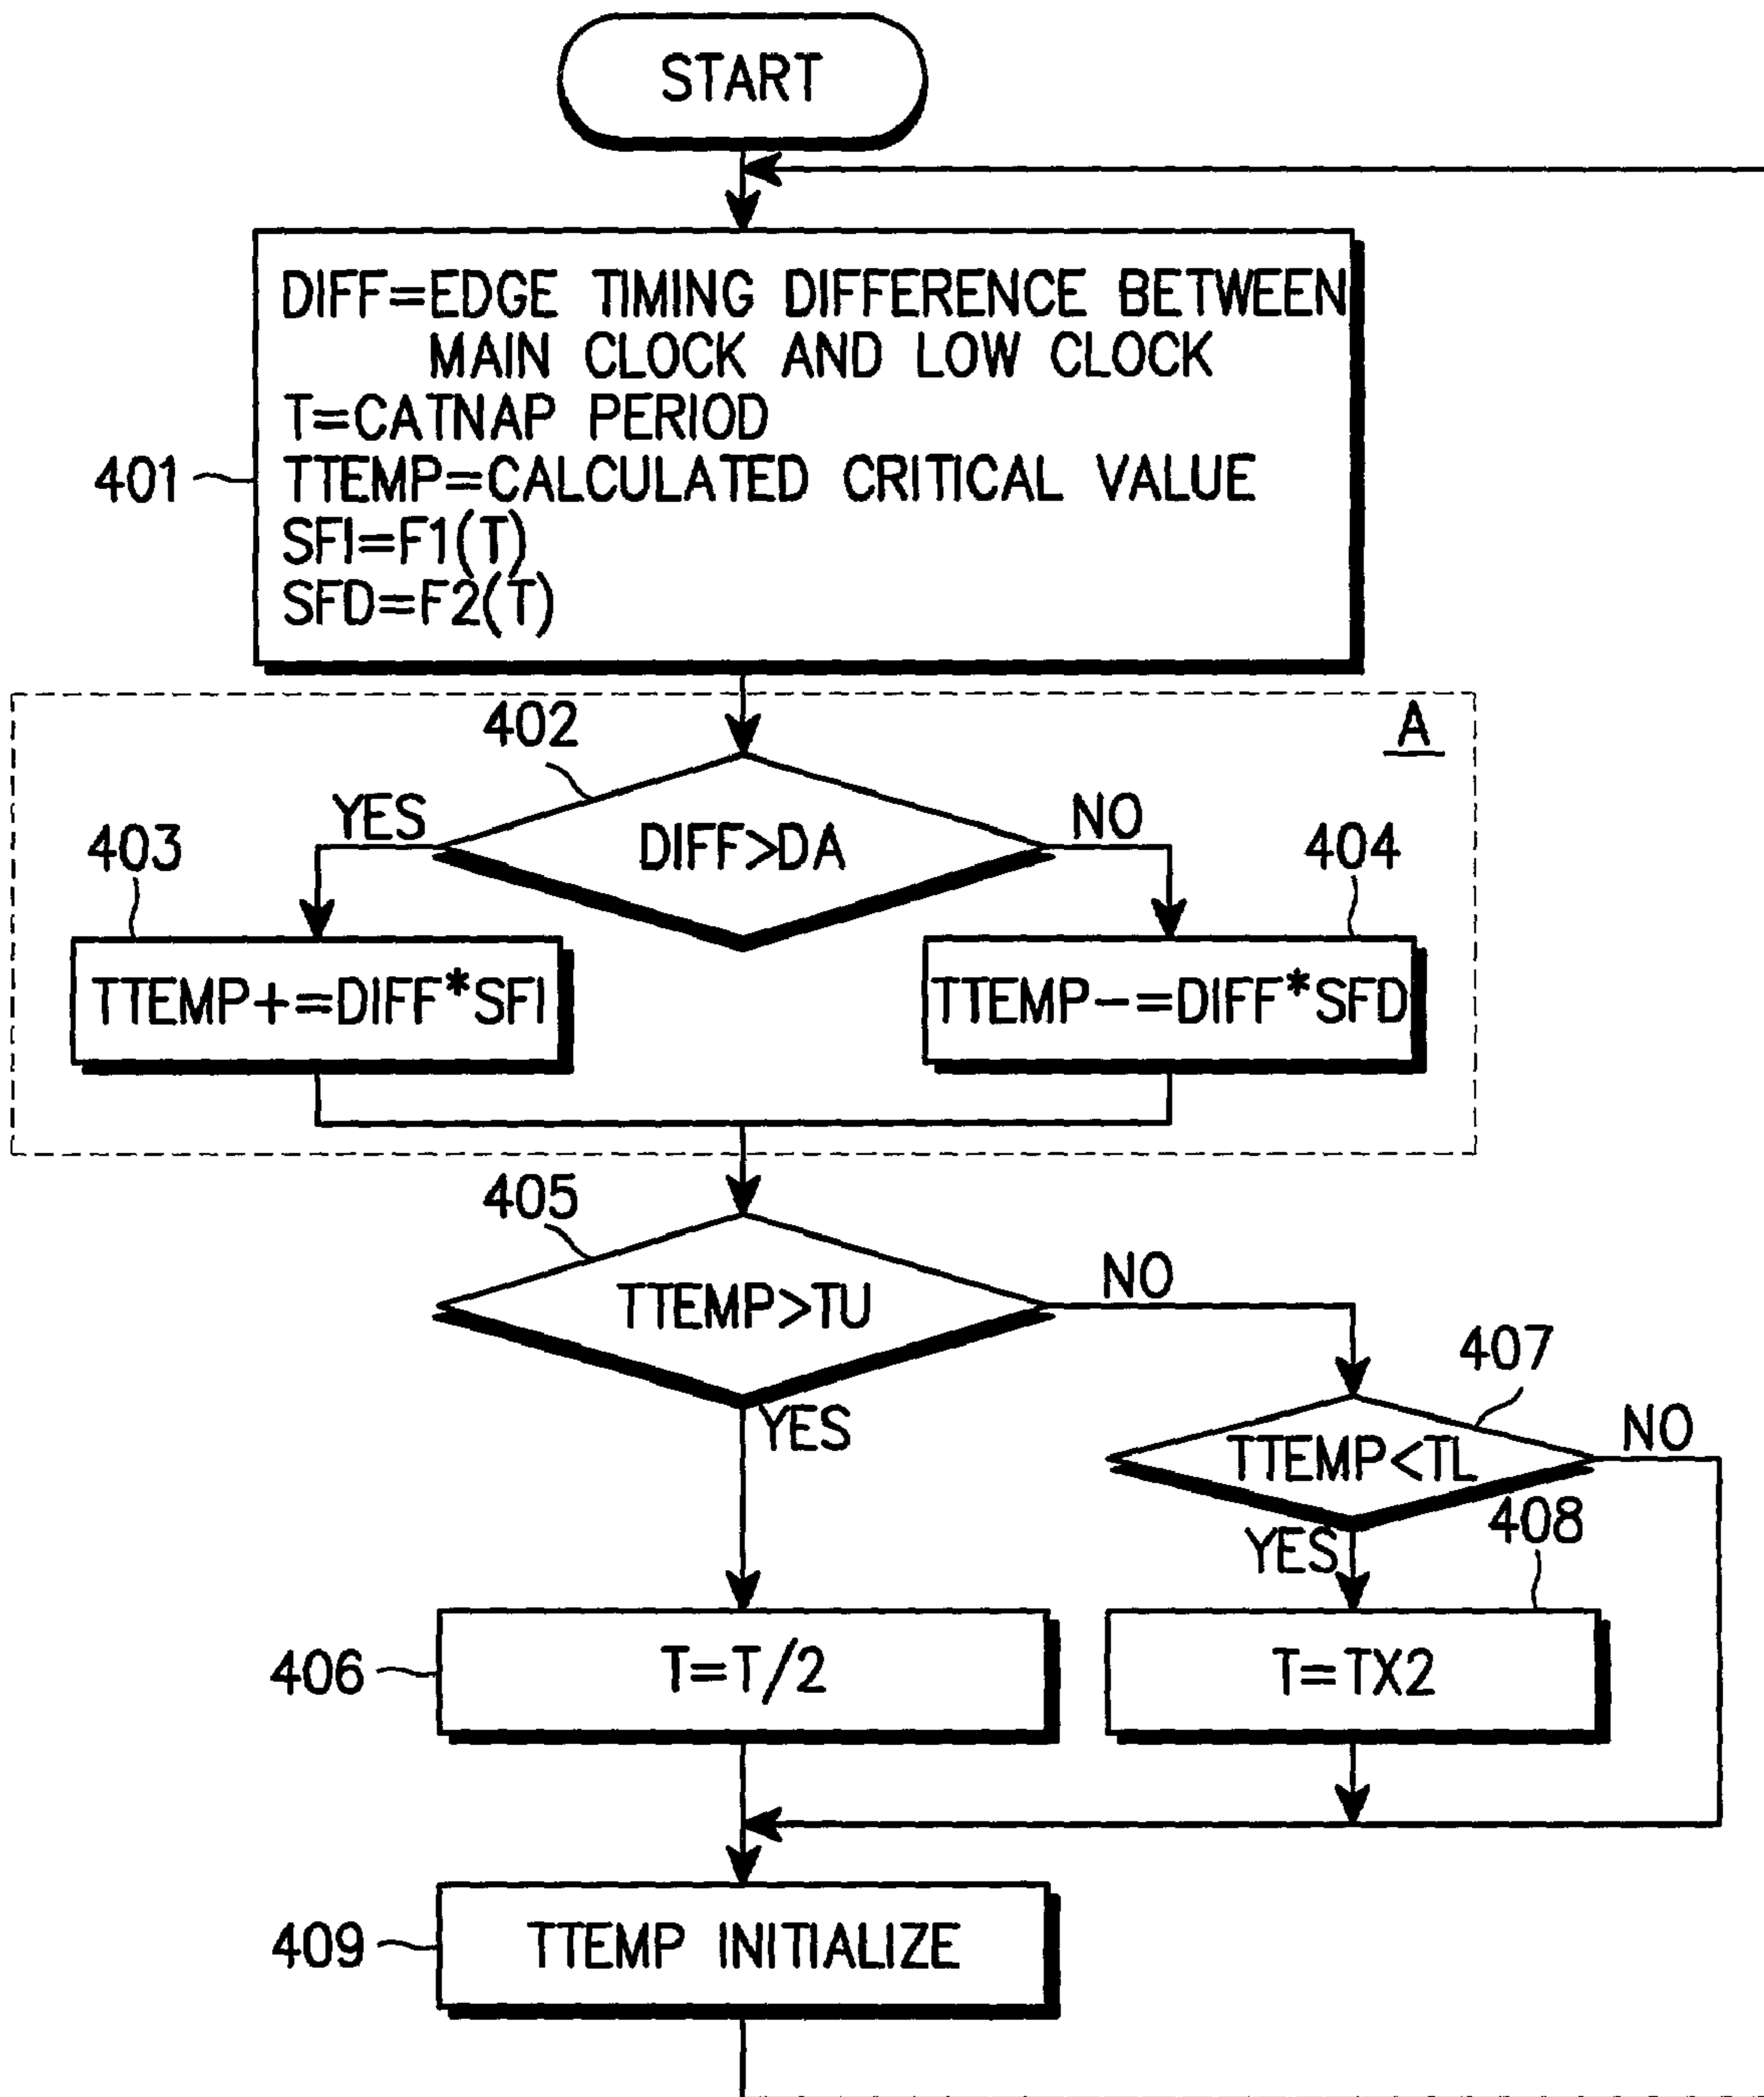 START
DIFF=EDGE TIMING DIFFERENCE BETWEEN
MAIN CLOCK AND LOW CLOCK
T=CATNAP PERIOD
TTEMP=CALCULATED CRITICAL VALUE
SFI=F1(T)
SFD=F2(T)
401
A
402
YES
DIFF>DA
NO
403
404
TTEMP+=DIFF*SFI
TTEMP-=DIFF*SFD
405
TTEMP>TU
NO
YES
407
TTEMP<TL
NO
YES
408
406
T=T/2
T=TX2
409
TTEMP INITIALIZE